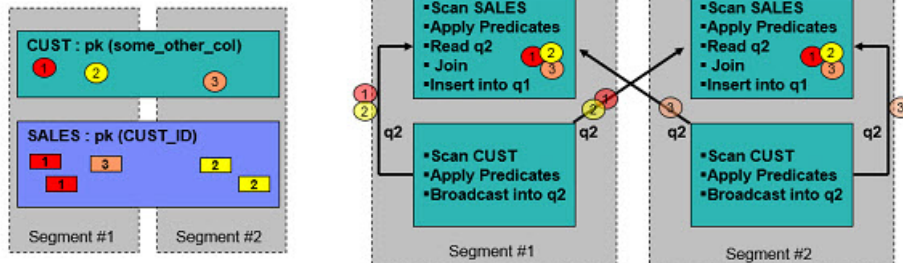 CUST : pk (some_other_col)
1
2
3
SALES : pk (CUST_ID)
1
3
2
1
2
Segment #1
Segment #2
▪Scan SALES
▪Apply Predicates
▪Read q2
▪ Join
▪Insert into q1
1
2
3
▪Scan SALES
▪Apply Predicates
▪Read q2
▪ Join
▪Insert into q1
1
2
3
1
2
q2
2
1
q2
3
q2
q2
3
▪Scan CUST
▪Apply Predicates
▪Broadcast into q2
▪Scan CUST
▪Apply Predicates
▪Broadcast into q2
Segment #1
Segment #2